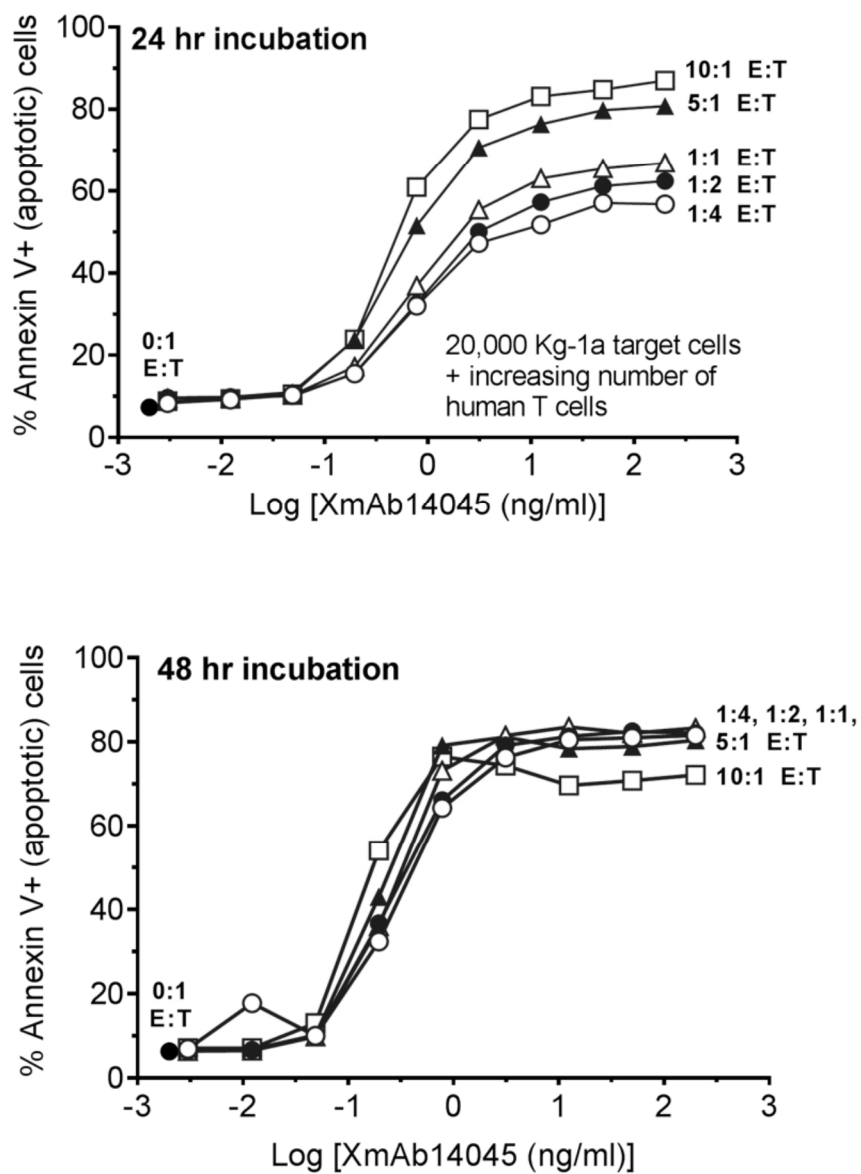 24 hr incubation
% Annexin V+ (apoptotic) cells
100
80
60
40
20
0
10:1 E:T
5:1 E:T
1:1 E:T
1:2 E:T
1:4 E:T
0:1
E:T
20,000 Kg-1a target cells
+ increasing number of
human T cells
-3 -2 -1 0 1 2 3
Log [XmAb14045 (ng/ml)]
48 hr incubation
% Annexin V+ (apoptotic) cells
100
80
60
40
20
0
1:4, 1:2, 1:1,
5:1 E:T
10:1 E:T
0:1
E:T
-3 -2 -1 0 1 2 3
Log [XmAb14045 (ng/ml)]